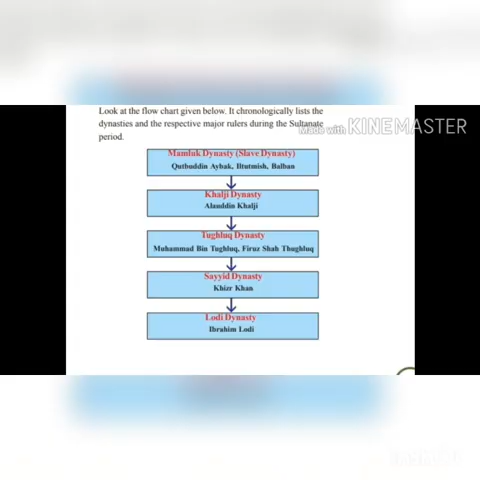 Look at the flow chart given below. It chronologically lists the
dynasties and the respective major rulers during the Sultanate
period.
Made with KINEMASTER
Mamluk Dynasty (Slave Dynasty)
Qutbuddin Aybak, Iltutmish, Balban
Khalji Dynasty
Alauddin Khalji
Tughluq Dynasty
Muhammad Bin Tughluq, Firuz Shah Thughluq
Sayyid Dynasty
Khizr Khan
Lodi Dynasty
Ibrahim Lodi